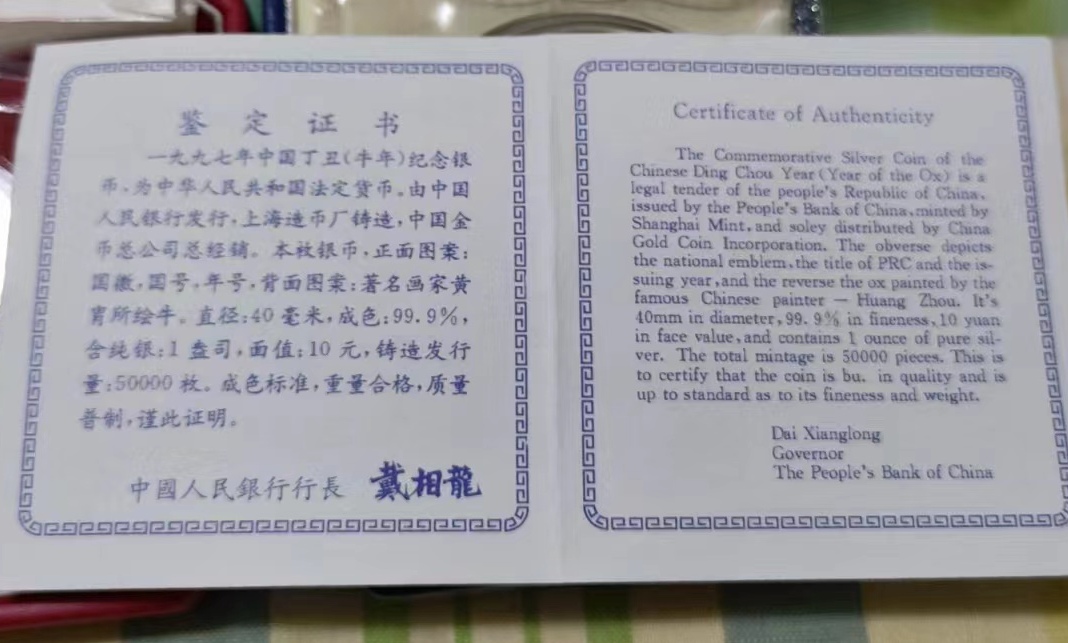 鉴定证书
一九九七年中国丁丑(牛年)纪念银
币,为中华人民共和国法定货币。由中国
人民银行发行,上海造币厂铸造,中国金
币总公司总经销。本枚银币,正面图案:
国徽,国号,年号,背面图案:著名画家黄
胄所绘牛。直径:40毫米,成色:99.9%,
含纯银:1盎司,面值:10元,铸造发行
量:50000枚。成色标准,重量合格,质量
普制,谨此证明。
中國人民銀行行長 戴相龍
Certificate of Authenticity
The Commemorative Silver Coin of the
Chinese Ding Chou Year (Year of the Ox) is a
legal tender of the people's Republic of China,
issued by the People's Bank of China, minted by
Shanghai Mint, and soley distributed by China
Gold Coin Incorporation. The obverse depicts
the national emblem, the title of PRC and the is-
suing year, and the reverse the ox painted by the
famous Chinese painter — Huang Zhou. It's
40mm in diameter, 99.9% in fineness, 10 yuan
in face value, and contains 1 ounce of pure sil-
ver. The total mintage is 50000 pieces. This is
to certify that the coin is bu. in quality and is
up to standard as to its fineness and weight.
Dai Xianglong
Governor
The People's Bank of China